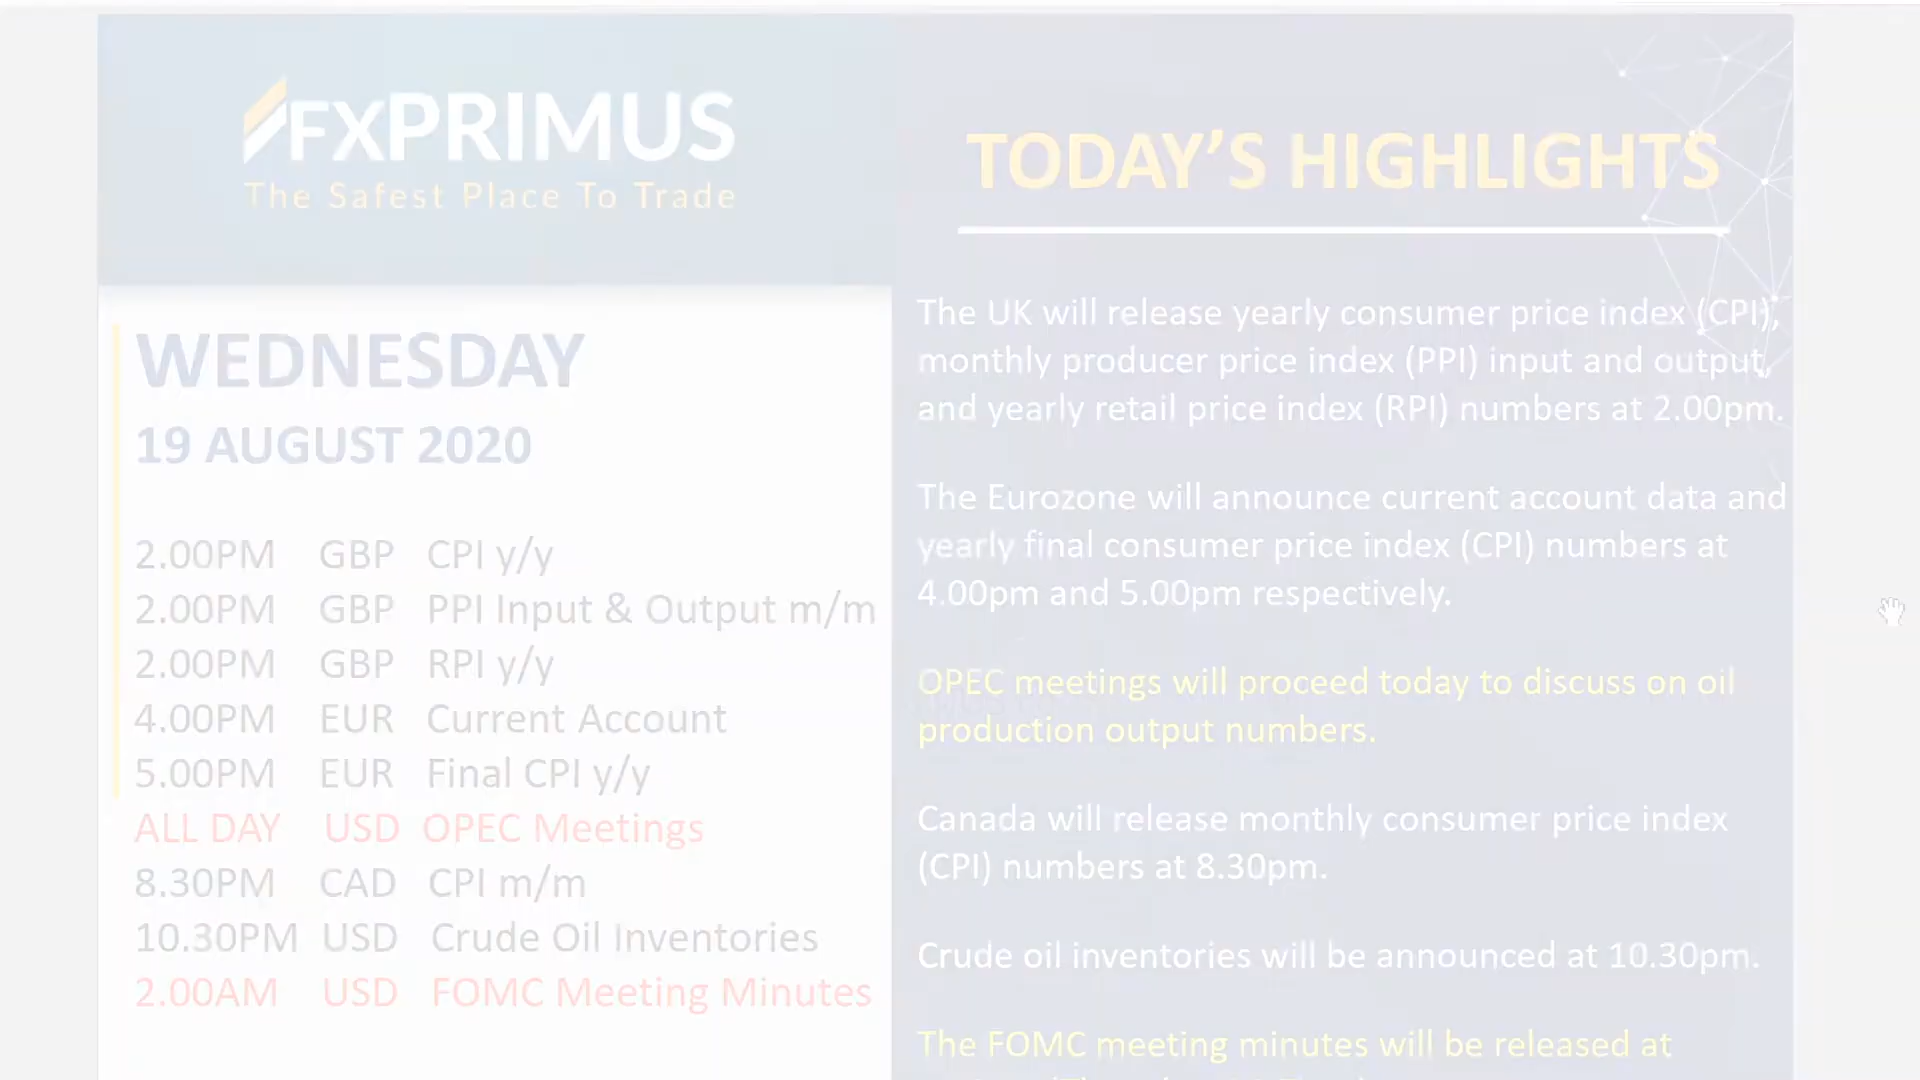 FXPRIMUS
The Safest Place To Trade
WEDNESDAY
19 AUGUST 2020
2.00PM GBP CPI y/y
2.00PM GBP PPI Input & Output m/m
2.00PM GBP RPI y/y
4.00PM EUR Current Account
5.00PM EUR Final CPI y/y
ALL DAY USD OPEC Meetings
8.30PM CAD CPI m/m
10.30PM USD Crude Oil Inventories
2.00AM USD FOMC Meeting Minutes
TODAY’S HIGHLIGHTS
The UK will release yearly consumer price index (CPI),
monthly producer price index (PPI) input and output,
and yearly retail price index (RPI) numbers at 2.00pm.
The Eurozone will announce current account data and
yearly final consumer price index (CPI) numbers at
4.00pm and 5.00pm respectively.
OPEC meetings will proceed today to discuss on oil
production output numbers.
Canada will release monthly consumer price index
(CPI) numbers at 8.30pm.
Crude oil inventories will be announced at 10.30pm.
The FOMC meeting minutes will be released at